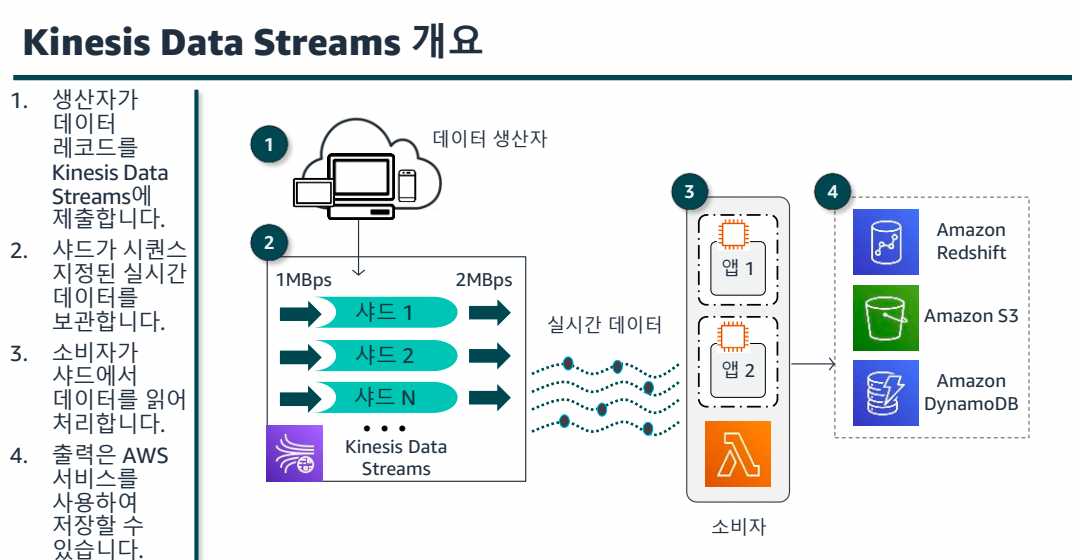 Kinesis Data Streams 개요
1. 생산자가
데이터
레코드를
Kinesis Data
Streams에
제출합니다.
2. 샤드가 시퀀스
지정된 실시간
데이터를
보관합니다.
3. 소비자가
샤드에서
데이터를 읽어
처리합니다.
4. 출력은 AWS
서비스를
사용하여
저장할 수
있습니다.
1
데이터 생산자
2
1MBps
2MBps
샤드 1
샤드 2
샤드 N
• • •
Kinesis Data
Streams
실시간 데이터
3
앱 1
앱 2
소비자
4
Amazon
Redshift
Amazon S3
Amazon
DynamoDB